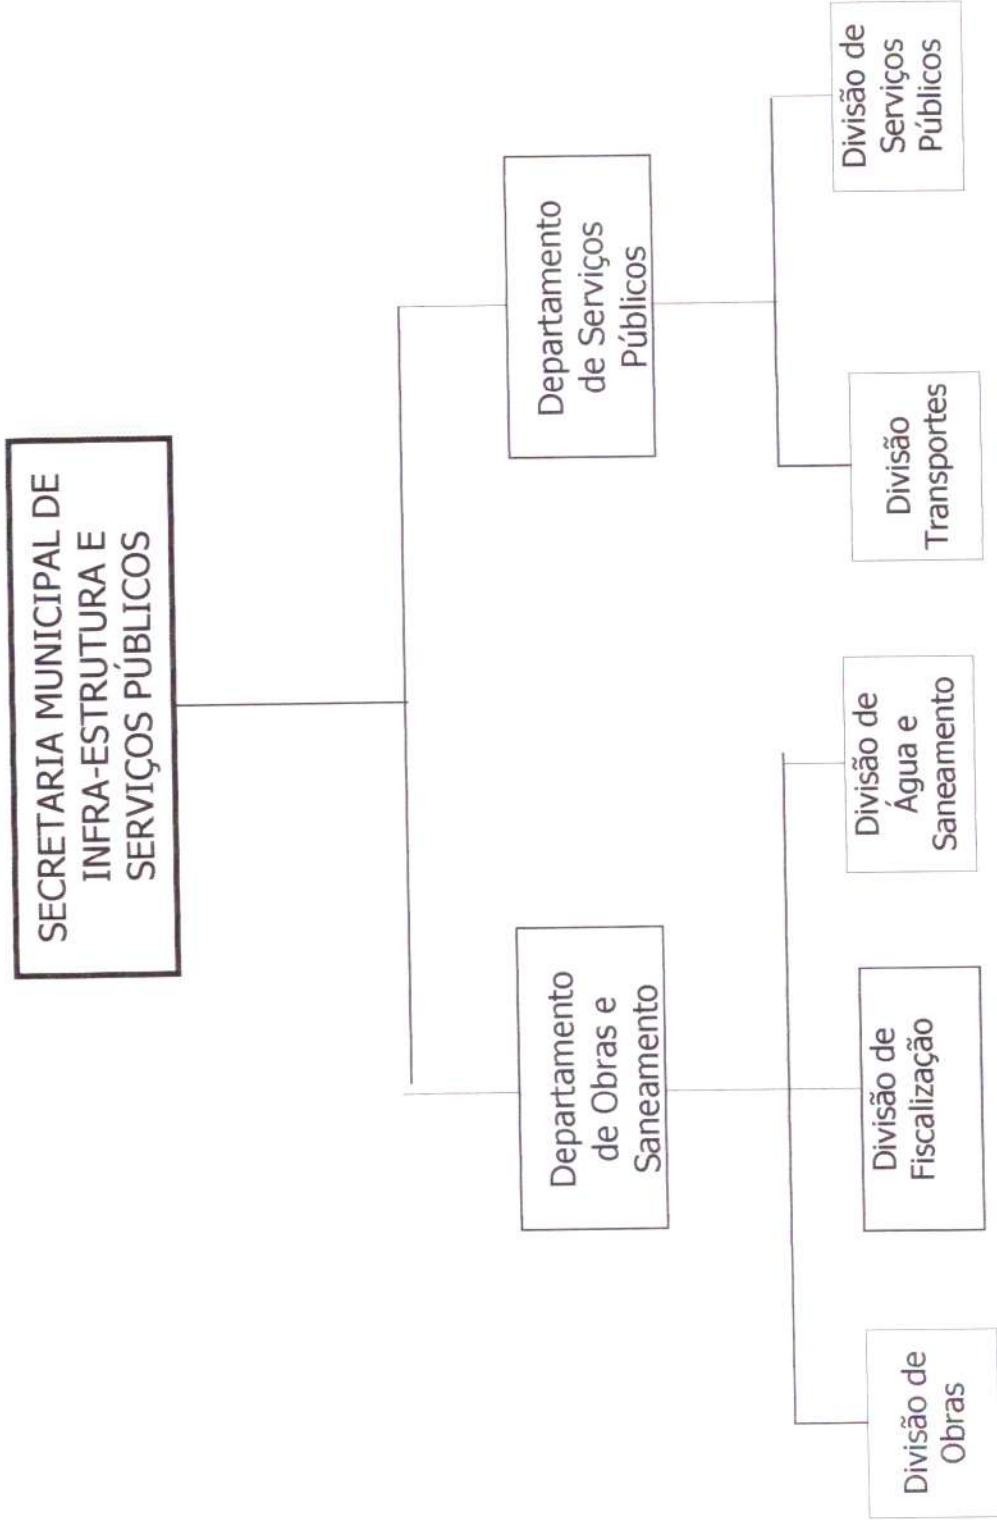 SECRETARIA MUNICIPAL DE
INFRA-ESTRUTURA E
SERVIÇOS PÚBLICOS
Departamento
de Obras e
Saneamento
Departamento
de Serviços
Públicos
Divisão de
Obras
Divisão de
Fiscalização
Divisão de
Água e
Saneamento
Divisão
Transportes
Divisão de
Serviços
Públicos